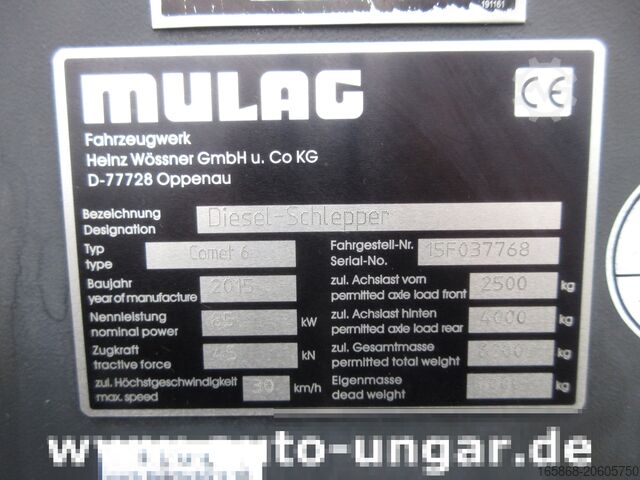 191161
MULAG
CE
Fahrzeugwerk
Heinz Wössner GmbH u. Co KG
D-77728 Oppenau
Bezeichnung Designation Diesel-Schlepper
Typ type Comet 6
Fahrgestell-Nr. Serial-No. 15F037768
Baujahr year of manufacture 2015
zul. Achslast vorn permitted axle load front 2500 kg
Nennleistung nominal power kW
zul. Achslast hinten permitted axle load rear 4000 kg
Zugkraft tractive force 45 kN
zul. Gesamtmasse permitted total weight kg
zul. Höchstgeschwindigkeit max. speed 30 km/h
Eigenmasse dead weight kg
www.auto-ungar.de
165868-20605750